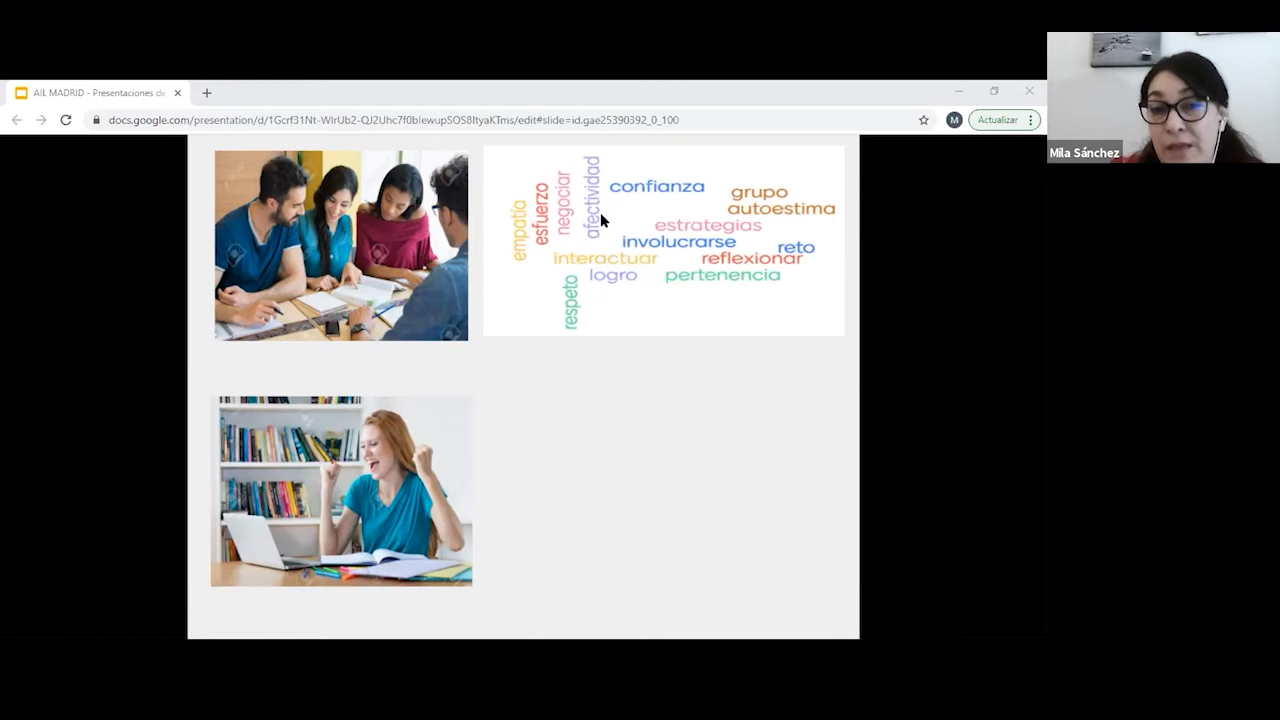 AIL MADRID - Presentaciones de
docs.google.com/presentation/d/1Gcrf31Nt-WlrUb2-QJ2Uhc7f0blewupSOS8ItyaKTms/edit#slide=id.gae25390392_0_100
M
Actualizar
Mila Sánchez
empatía
esfuerzo
negociar
afectividad
confianza
grupo
autoestima
estrategias
involucrarse
reto
interactuar
reflexionar
logro
pertenencia
respeto